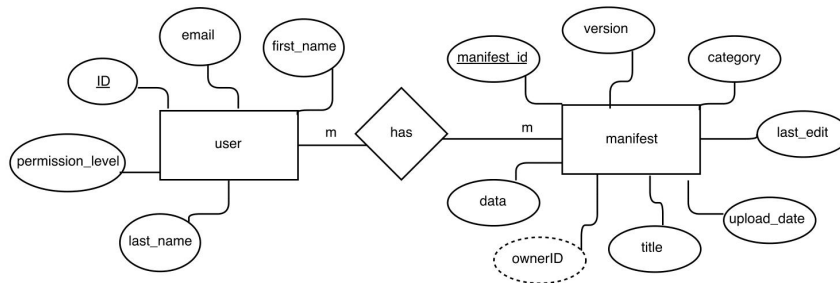 email
first_name
ID
user
permission_level
last_name
m
has
m
manifest_id
version
category
manifest
last_edit
data
ownerID
title
upload_date